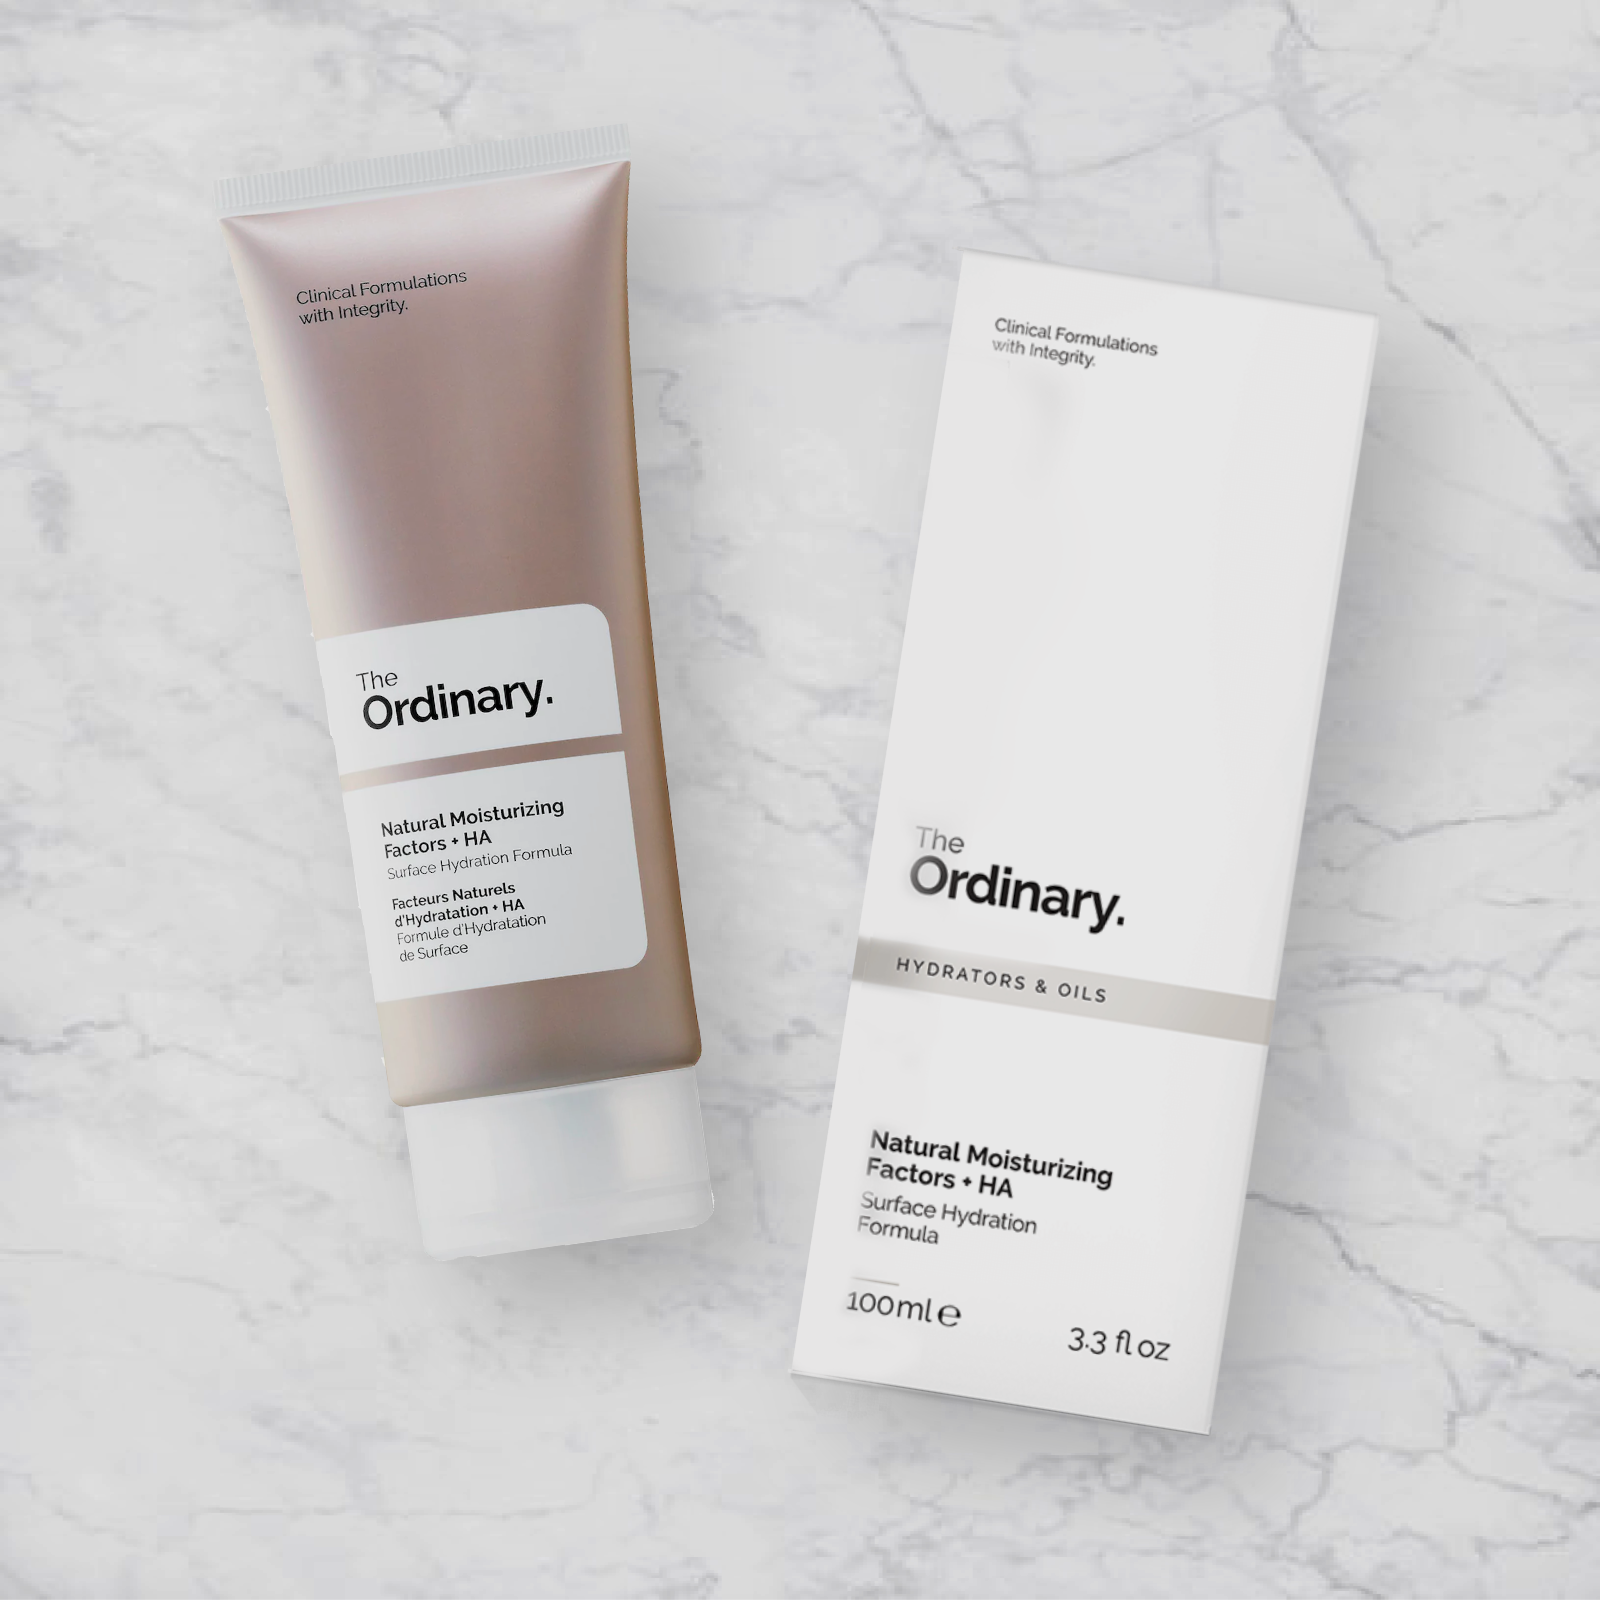 Clinical Formulations
with Integrity.
The
Ordinary.
Natural Moisturizing
Factors + HA
Surface Hydration Formula
Facteurs Naturels
d'Hydratation + HA
Formule d'Hydratation
de Surface
Clinical Formulations
with Integrity.
The
Ordinary.
HYDRATORS & OILS
Natural Moisturizing
Factors + HA
Surface Hydration
Formula
100ml ℮ 3.3 fl oz